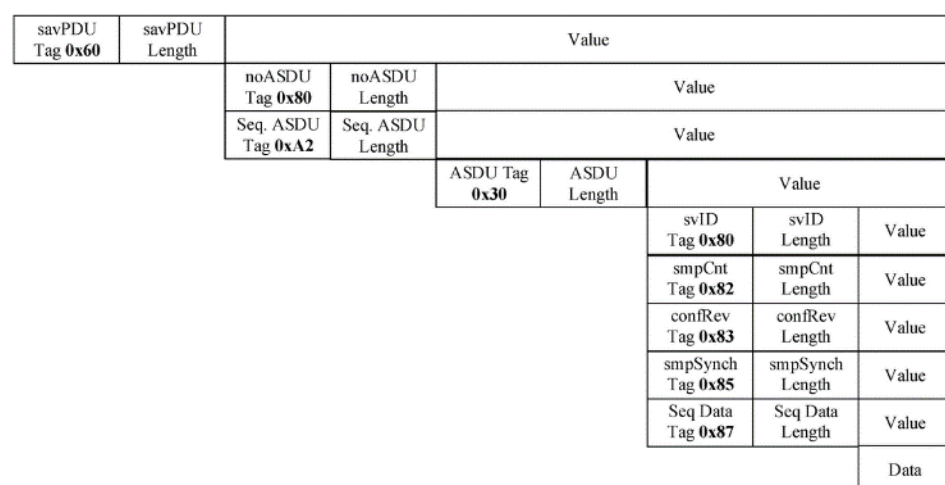 savPDU savPDU Value
Tag 0x60 Length
noASDU noASDU Value
Tag 0x80 Length
Seq. ASDU Seq. ASDU Value
Tag 0xA2 Length
ASDU Tag ASDU Value
0x30 Length
svID svID Value
Tag 0x80 Length
smpCnt smpCnt Value
Tag 0x82 Length
confRev confRev Value
Tag 0x83 Length
smpSynch smpSynch Value
Tag 0x85 Length
Seq Data Seq Data Value
Tag 0x87 Length
Data